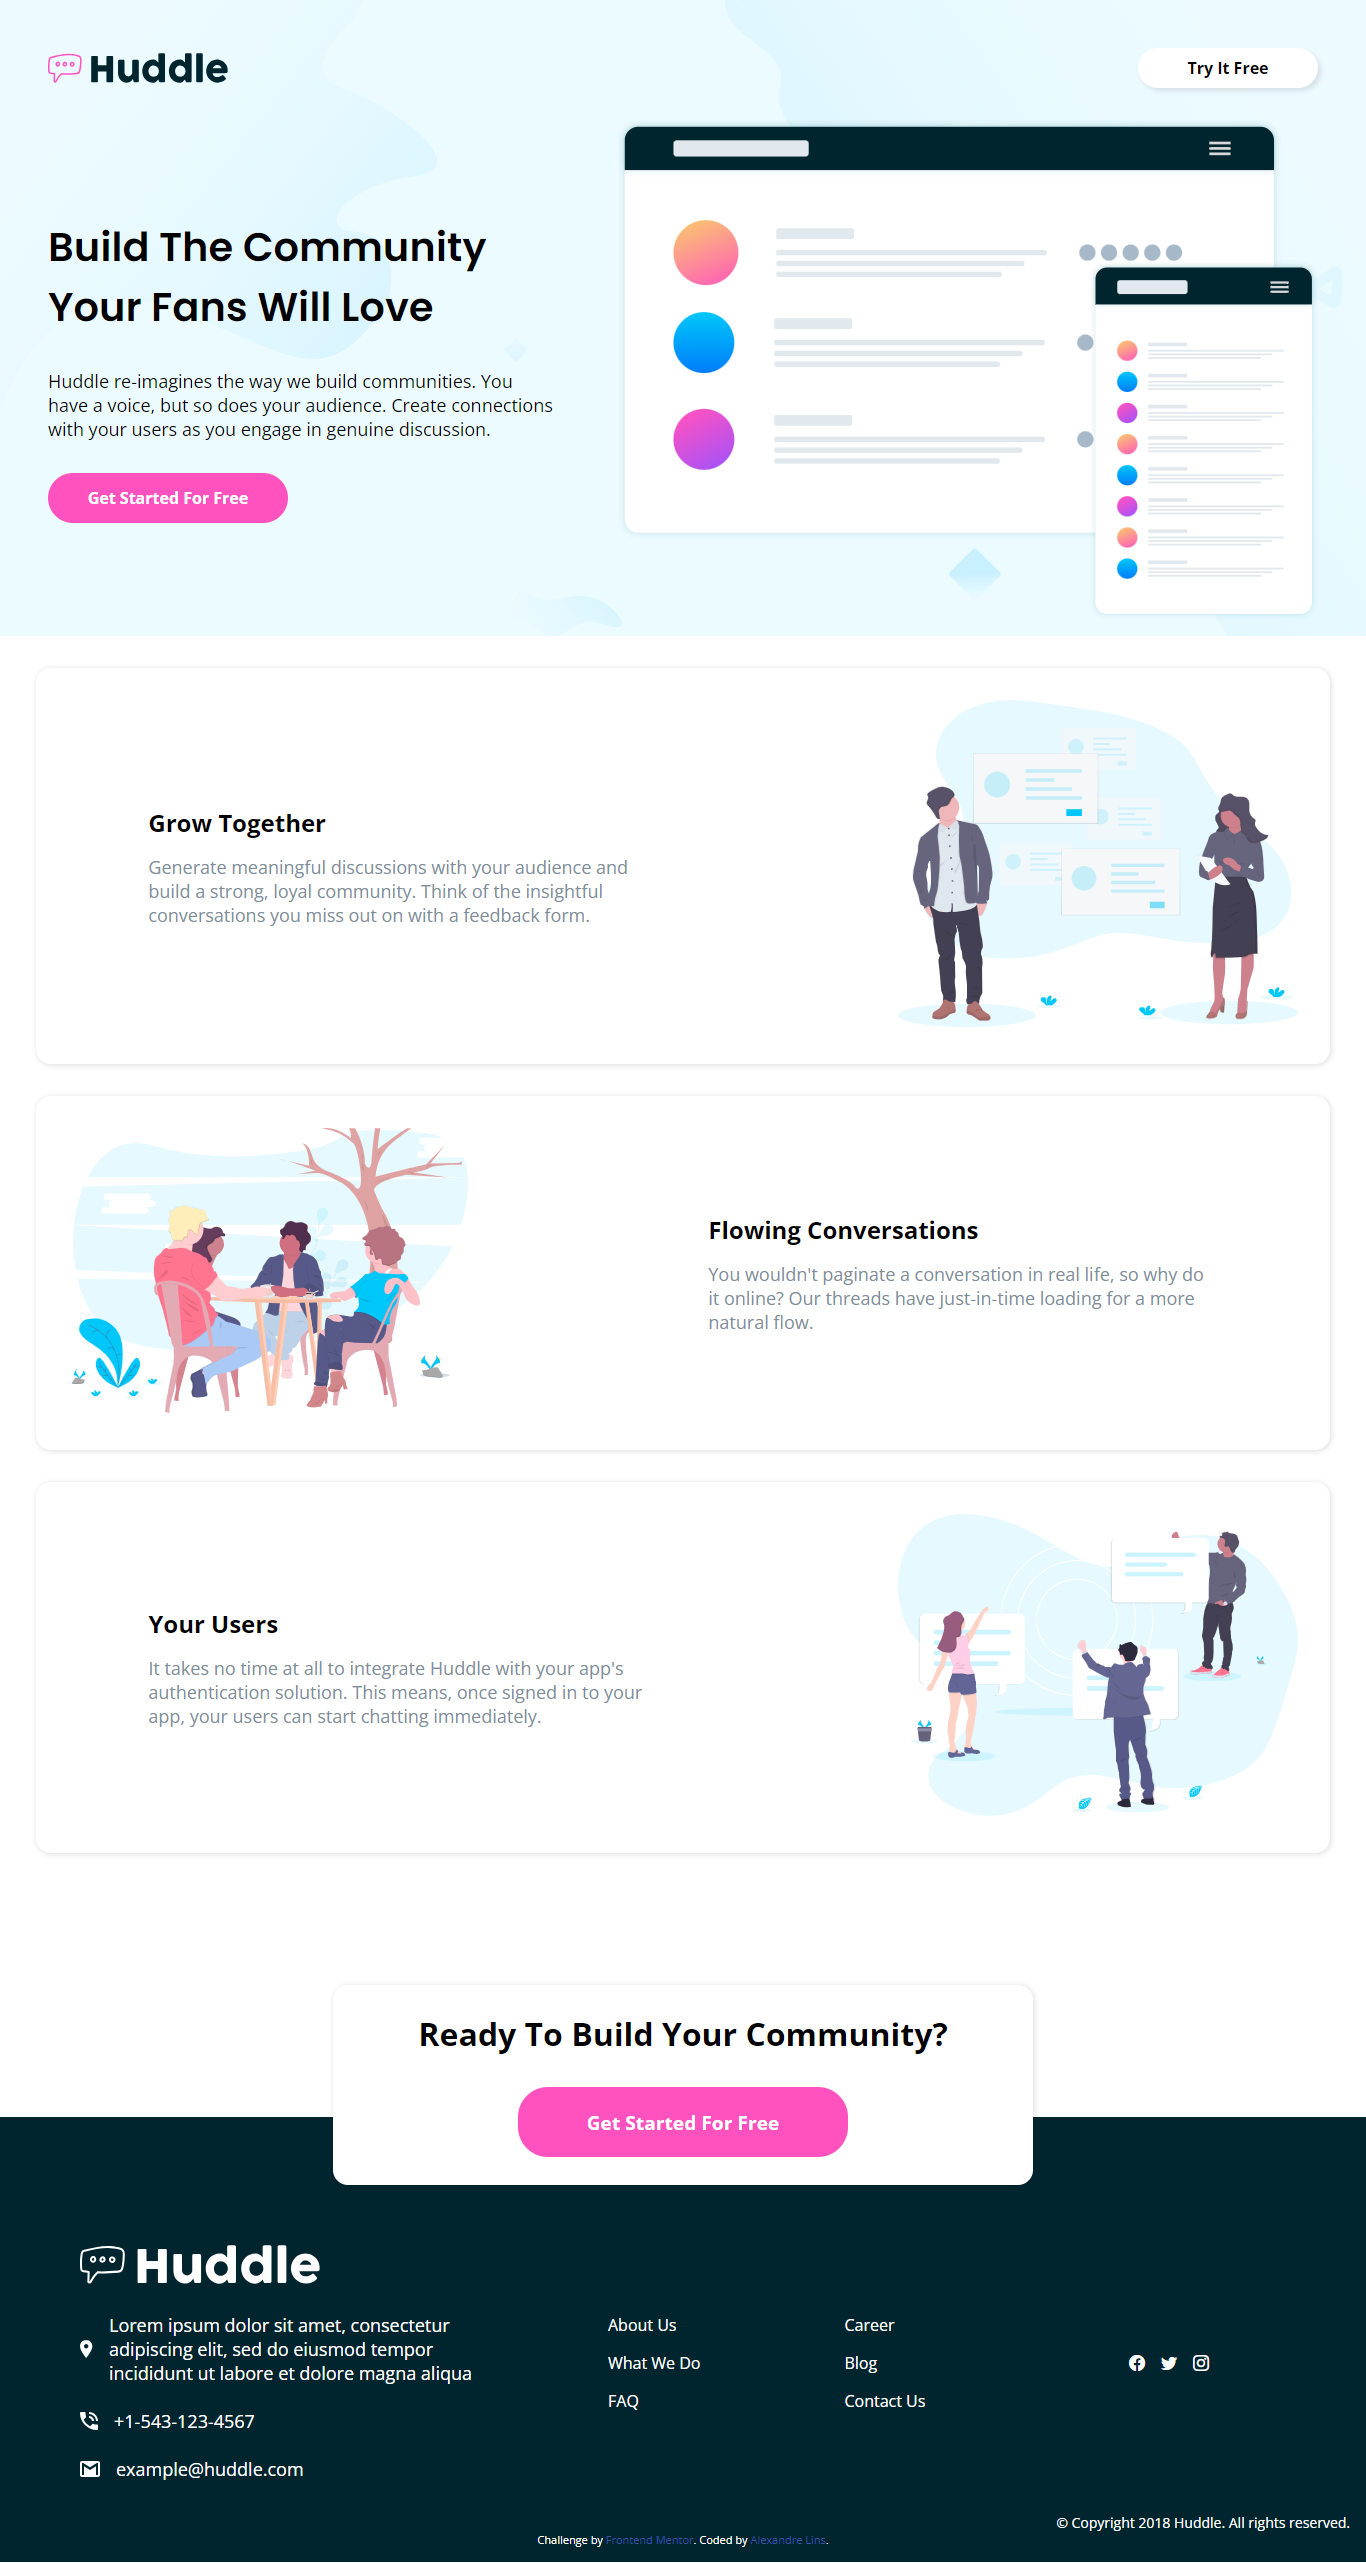 Huddle
Try It Free
Build The Community
Your Fans Will Love
Huddle re-imagines the way we build communities. You
have a voice, but so does your audience. Create connections
with your users as you engage in genuine discussion.
Get Started For Free
Grow Together
Generate meaningful discussions with your audience and
build a strong, loyal community. Think of the insightful
conversations you miss out on with a feedback form.
Flowing Conversations
You wouldn't paginate a conversation in real life, so why do
it online? Our threads have just-in-time loading for a more
natural flow.
Your Users
It takes no time at all to integrate Huddle with your app's
authentication solution. This means, once signed in to your
app, your users can start chatting immediately.
Ready To Build Your Community?
Get Started For Free
Huddle
Lorem ipsum dolor sit amet, consectetur
adipiscing elit, sed do eiusmod tempor
incididunt ut labore et dolore magna aliqua
+1-543-123-4567
example@huddle.com
About Us
What We Do
FAQ
Career
Blog
Contact Us
© Copyright 2018 Huddle. All rights reserved.
Challenge by Frontend Mentor. Coded by Alexandre Lins.